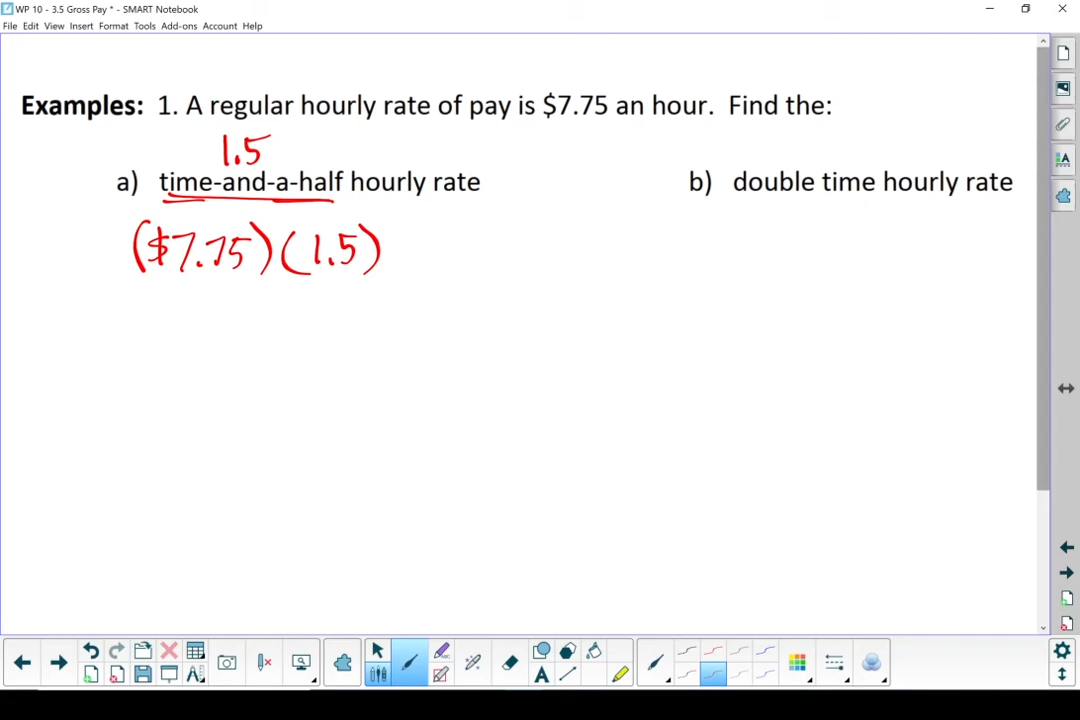 WP 10 - 3.5 Gross Pay * - SMART Notebook
File Edit View Insert Format Tools Add-ons Account Help
Examples: 1. A regular hourly rate of pay is $7.75 an hour. Find the:
1.5
a) time-and-a-half hourly rate b) double time hourly rate
($7.75)(1.5)